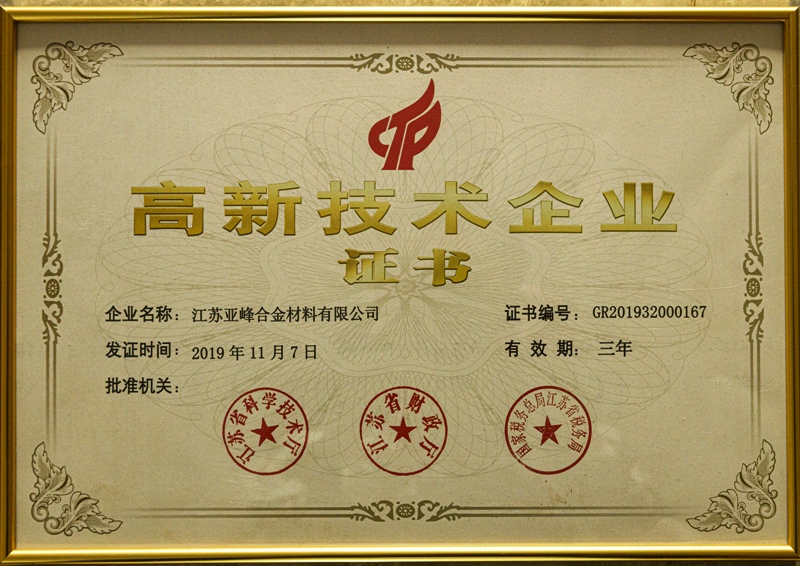 高新技术企业
证书
企业名称：江苏亚峰合金材料有限公司
证书编号：GR201932000167
发证时间：2019年11月7日
有效期：三年
批准机关：
江苏省科学技术厅
江苏省财政厅
国家税务总局江苏省税务局